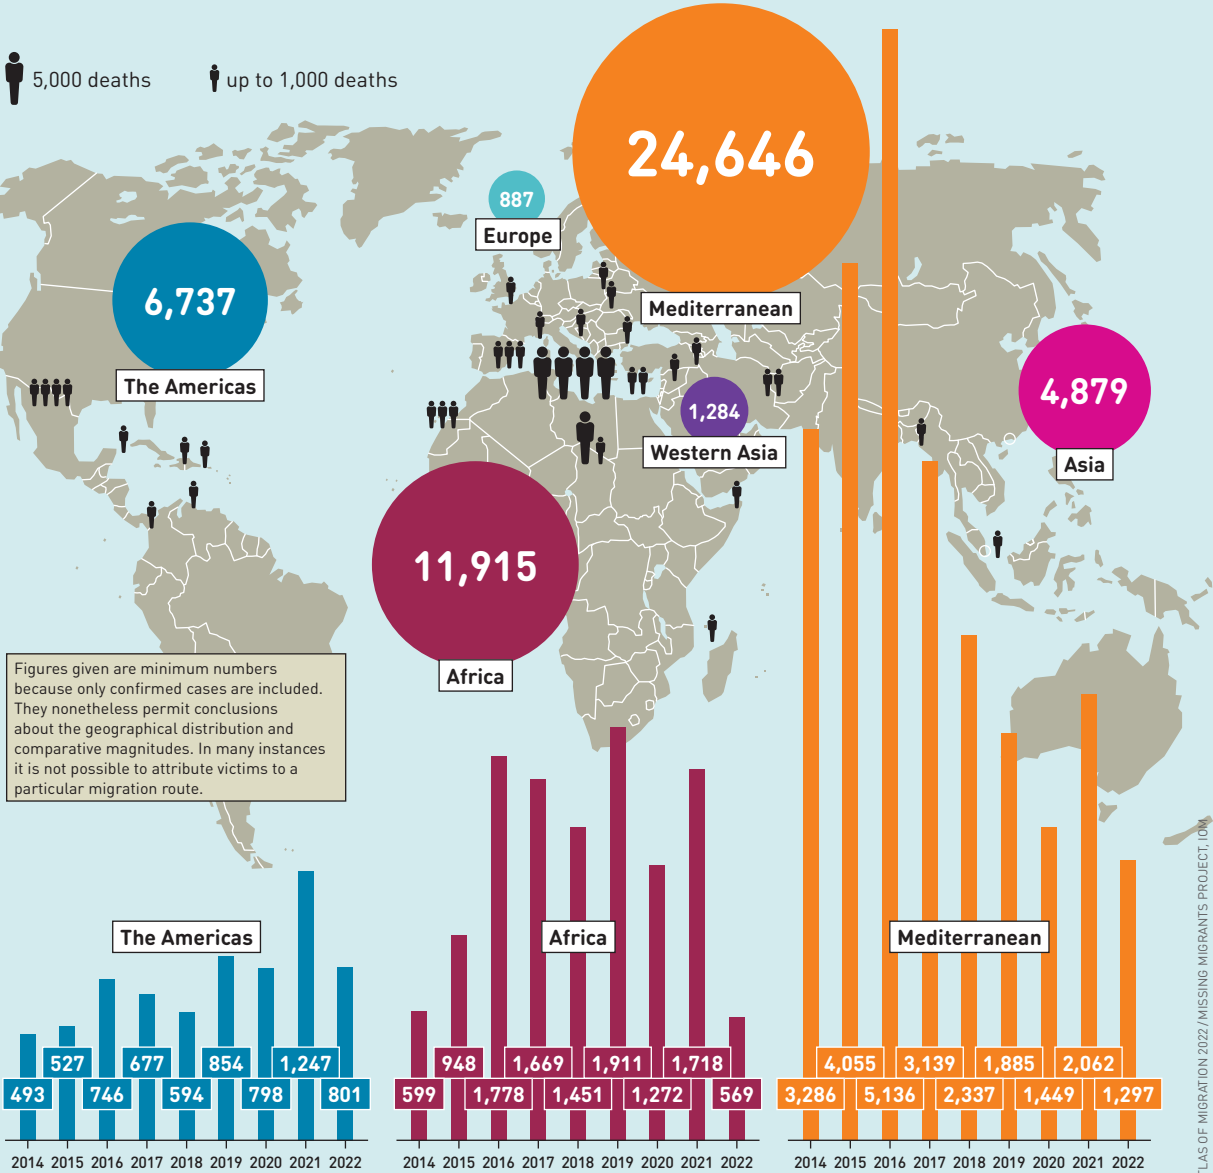 5,000 deaths
up to 1,000 deaths
24,646
Mediterranean
887
Europe
6,737
The Americas
1,284
Western Asia
4,879
Asia
11,915
Africa
Figures given are minimum numbers
because only confirmed cases are included.
They nonetheless permit conclusions
about the geographical distribution and
comparative magnitudes. In many instances
it is not possible to attribute victims to a
particular migration route.
The Americas
527 677 854 1,247
493 746 594 798 801
2014 2015 2016 2017 2018 2019 2020 2021 2022
Africa
948 1,669 1,911 1,718
599 1,778 1,451 1,272 569
2014 2015 2016 2017 2018 2019 2020 2021 2022
Mediterranean
4,055 3,139 1,885 2,062
3,286 5,136 2,337 1,449 1,297
2014 2015 2016 2017 2018 2019 2020 2021 2022
TLAS OF MIGRATION 2022 / MISSING MIGRANTS PROJECT, IOM